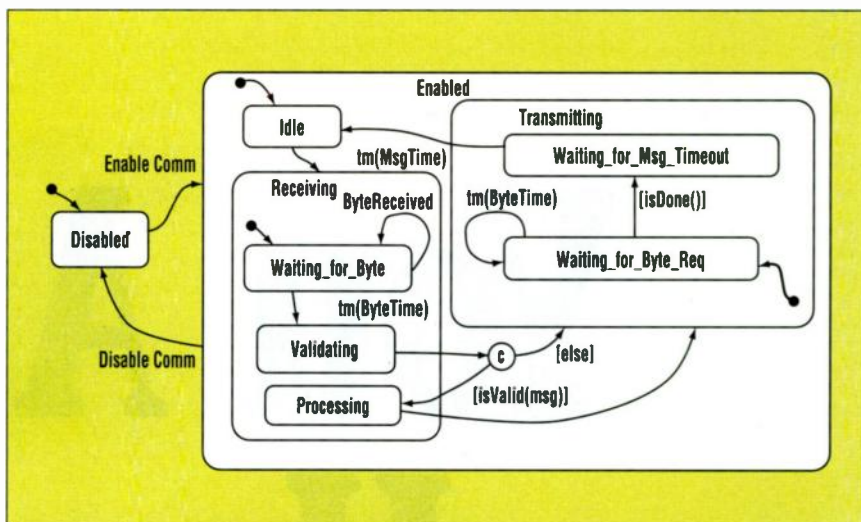 Enabled
Idle
Transmitting
Waiting_for_Msg_Timeout
tm(MsgTime)
Enable Comm
Receiving
ByteReceived
tm(ByteTime)
[isDone()]
Disabled
Waiting_for_Byte
Waiting_for_Byte_Req
tm(ByteTime)
Disable Comm
Validating
c
[else]
[isValid(msg)]
Processing